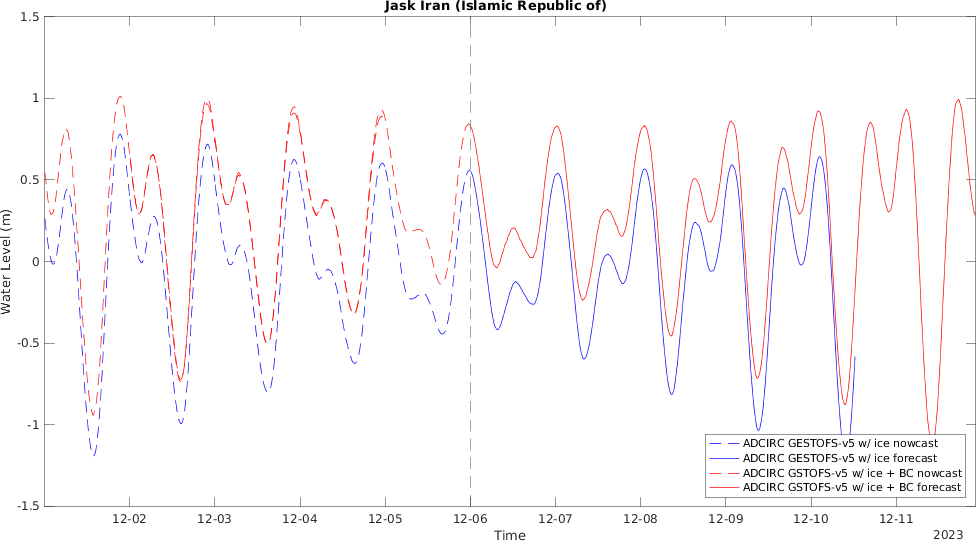 Jask Iran (Islamic Republic of)
1.5
1
0.5
0
-0.5
-1
-1.5
Water Level (m)
ADCIRC GESTOFS-v5 w/ ice nowcast
ADCIRC GESTOFS-v5 w/ ice forecast
ADCIRC GSTOFS-v5 w/ ice + BC nowcast
ADCIRC GSTOFS-v5 w/ ice + BC forecast
12-02 12-03 12-04 12-05 12-06 12-07 12-08 12-09 12-10 12-11
Time
2023